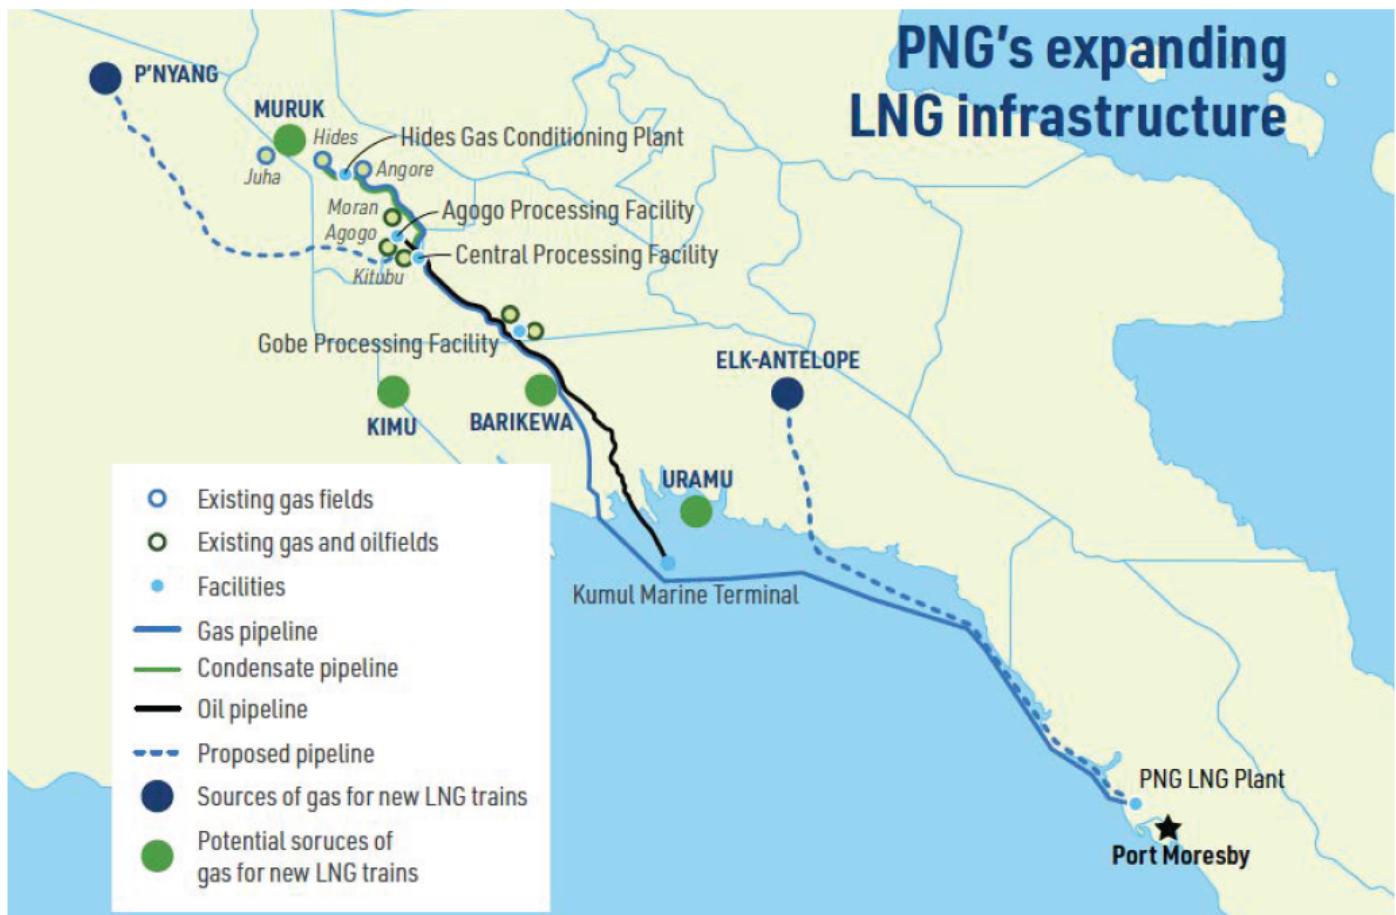 PNG's expanding
LNG infrastructure
P'NYANG
MURUK
Hides
Hides Gas Conditioning Plant
Juha
Angore
Moran
Agogo Processing Facility
Agogo
Central Processing Facility
Kitubu
Gobe Processing Facility
ELK-ANTELOPE
KIMU
BARIKEWA
URAMU
Kumul Marine Terminal
Existing gas fields
Existing gas and oilfields
Facilities
Gas pipeline
Condensate pipeline
Oil pipeline
Proposed pipeline
Sources of gas for new LNG trains
Potential soruces of
gas for new LNG trains
PNG LNG Plant
Port Moresby